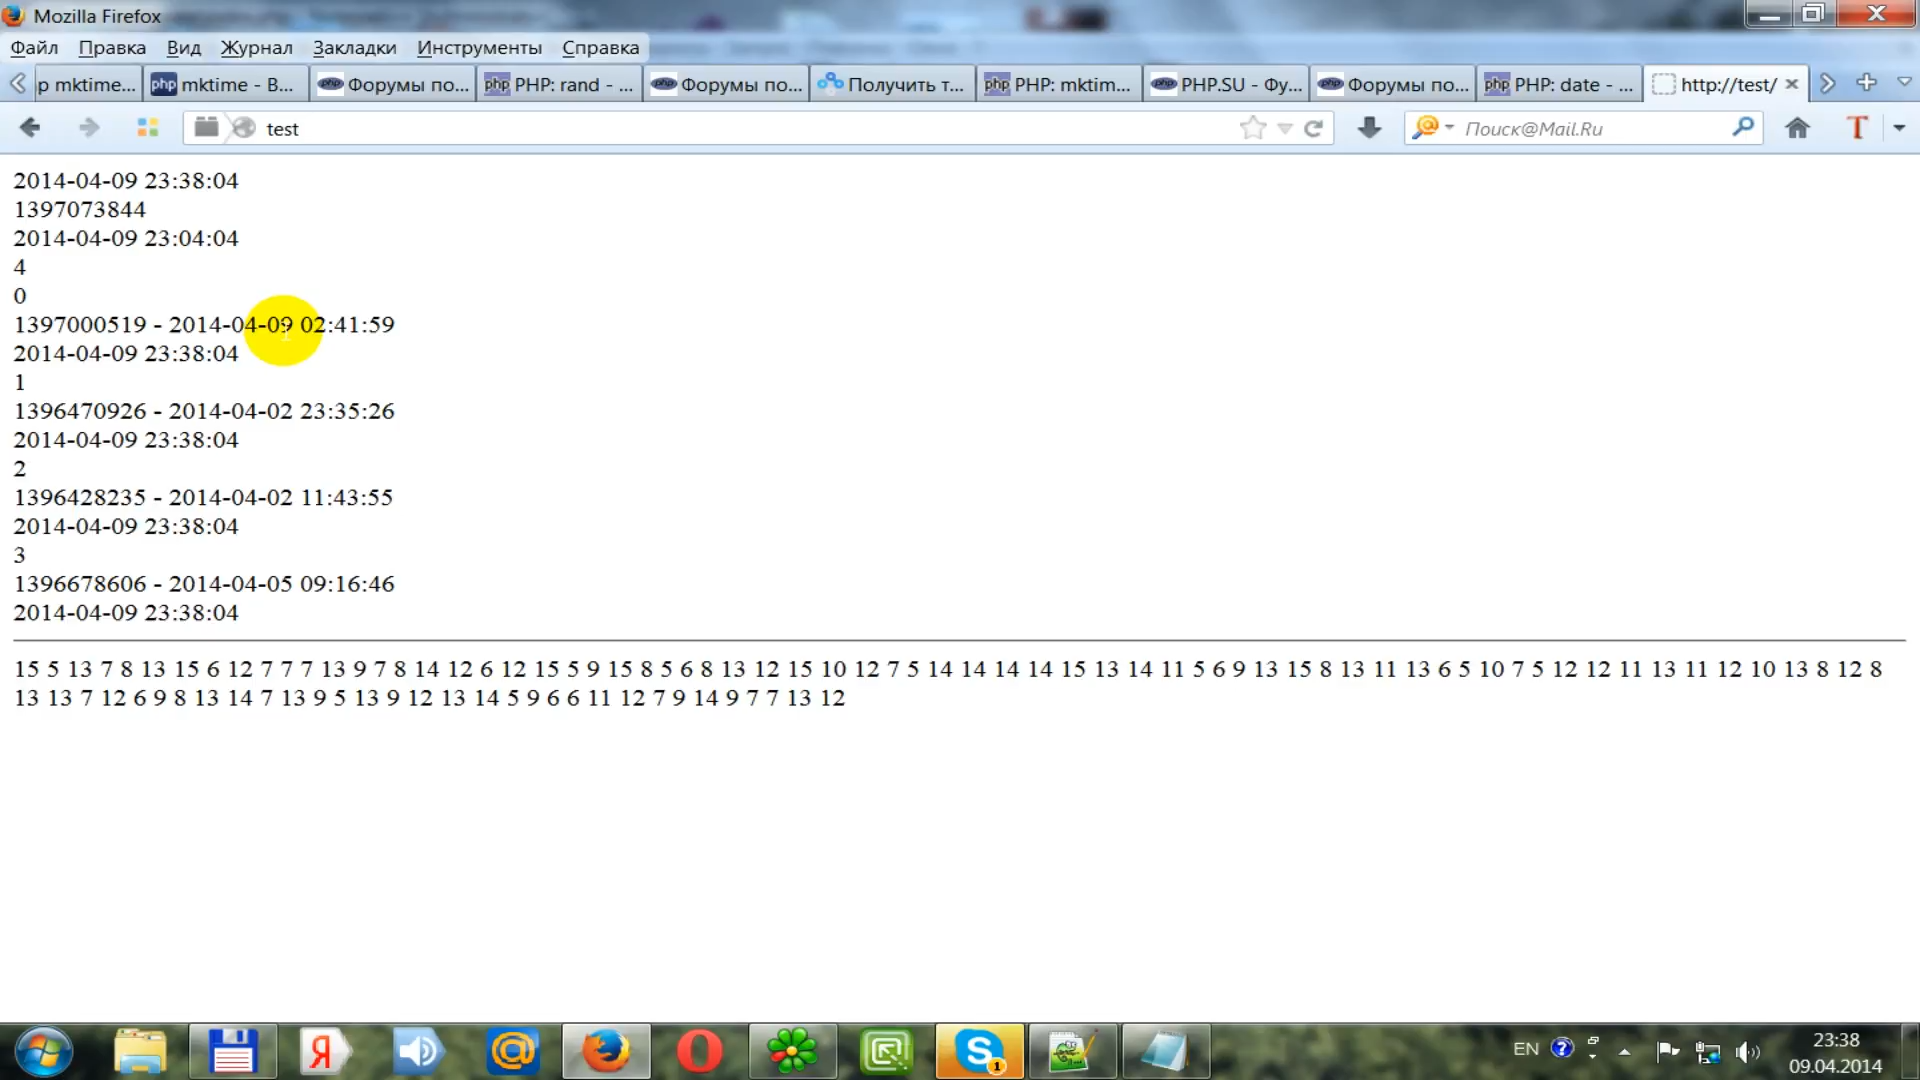 Mozilla Firefox
Файл Правка Вид Журнал Закладки Инструменты Справка
p mktime... mktime - B... Форумы по... PHP: rand - ... Форумы по... Получить т... PHP: mktim... PHP.SU - Фу... Форумы по... PHP: date - ... http://test/
test Поиск@Mail.Ru
2014-04-09 23:38:04
1397073844
2014-04-09 23:04:04
4
0
1397000519 - 2014-04-09 02:41:59
2014-04-09 23:38:04
1
1396470926 - 2014-04-02 23:35:26
2014-04-09 23:38:04
2
1396428235 - 2014-04-02 11:43:55
2014-04-09 23:38:04
3
1396678606 - 2014-04-05 09:16:46
2014-04-09 23:38:04
15 5 13 7 8 13 15 6 12 7 7 7 13 9 7 8 14 12 6 12 15 5 9 15 8 5 6 8 13 12 15 10 12 7 5 14 14 14 14 15 13 14 11 5 6 9 13 15 8 13 11 13 6 5 10 7 5 12 12 11 13 11 12 10 13 8 12 8
13 13 7 12 6 9 8 13 14 7 13 9 5 13 9 12 13 14 5 9 6 6 11 12 7 9 14 9 7 7 13 12
EN 23:38
09.04.2014